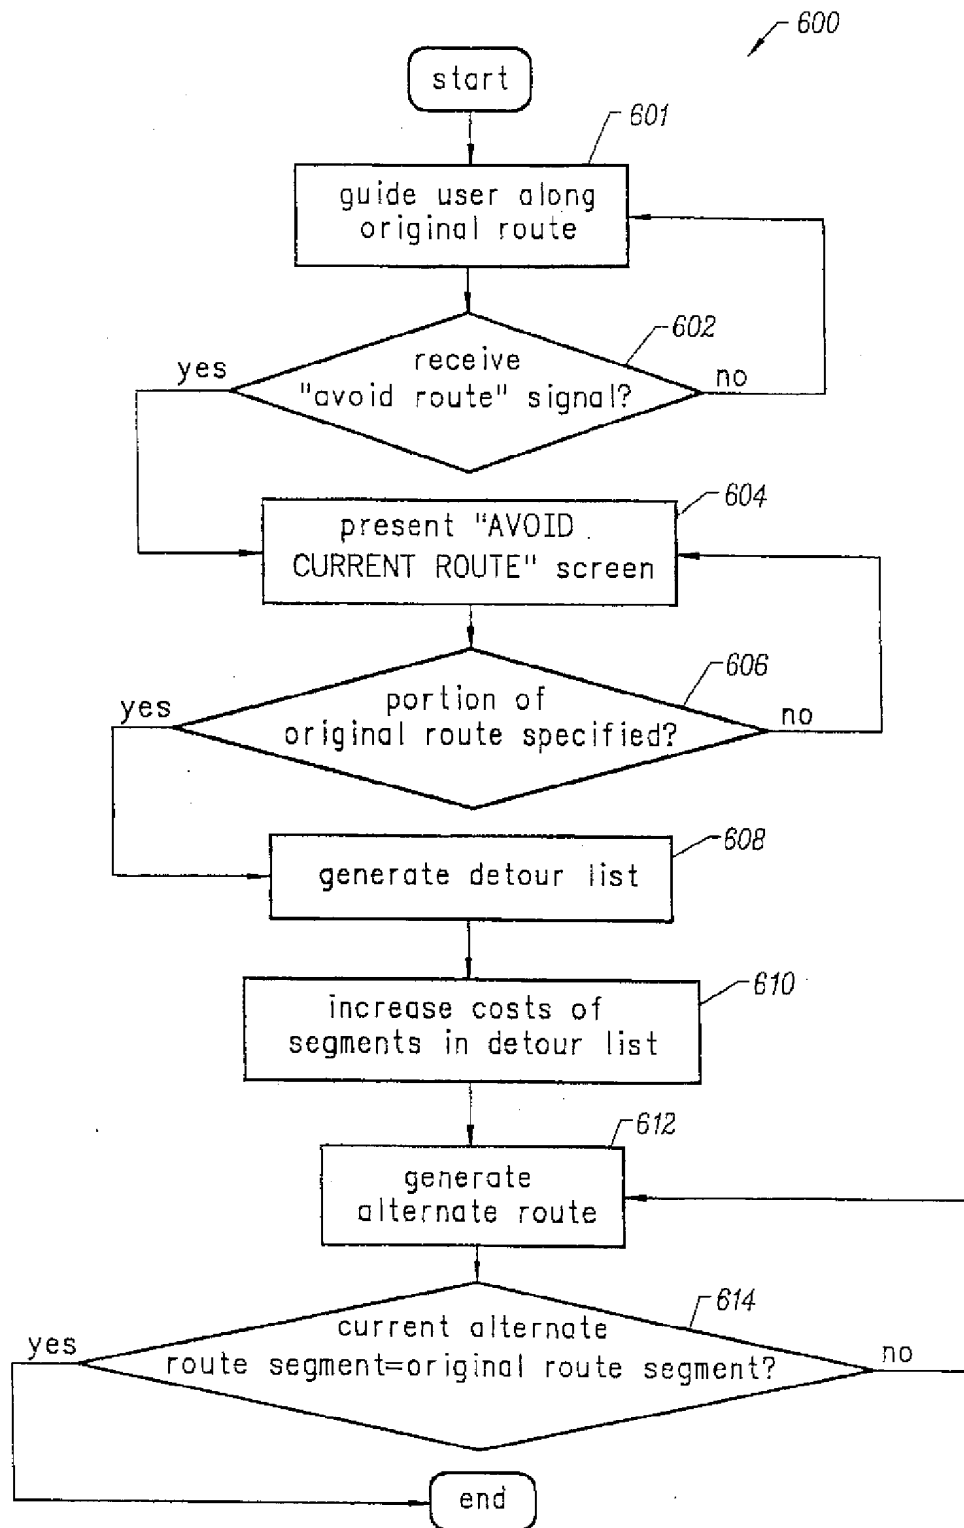 600
start
601
guide user along
original route
602
receive
"avoid route" signal?
yes
no
604
present "AVOID
CURRENT ROUTE" screen
606
portion of
original route specified?
yes
no
608
generate detour list
610
increase costs of
segments in detour list
612
generate
alternate route
614
current alternate
route segment=original route segment?
yes
no
end